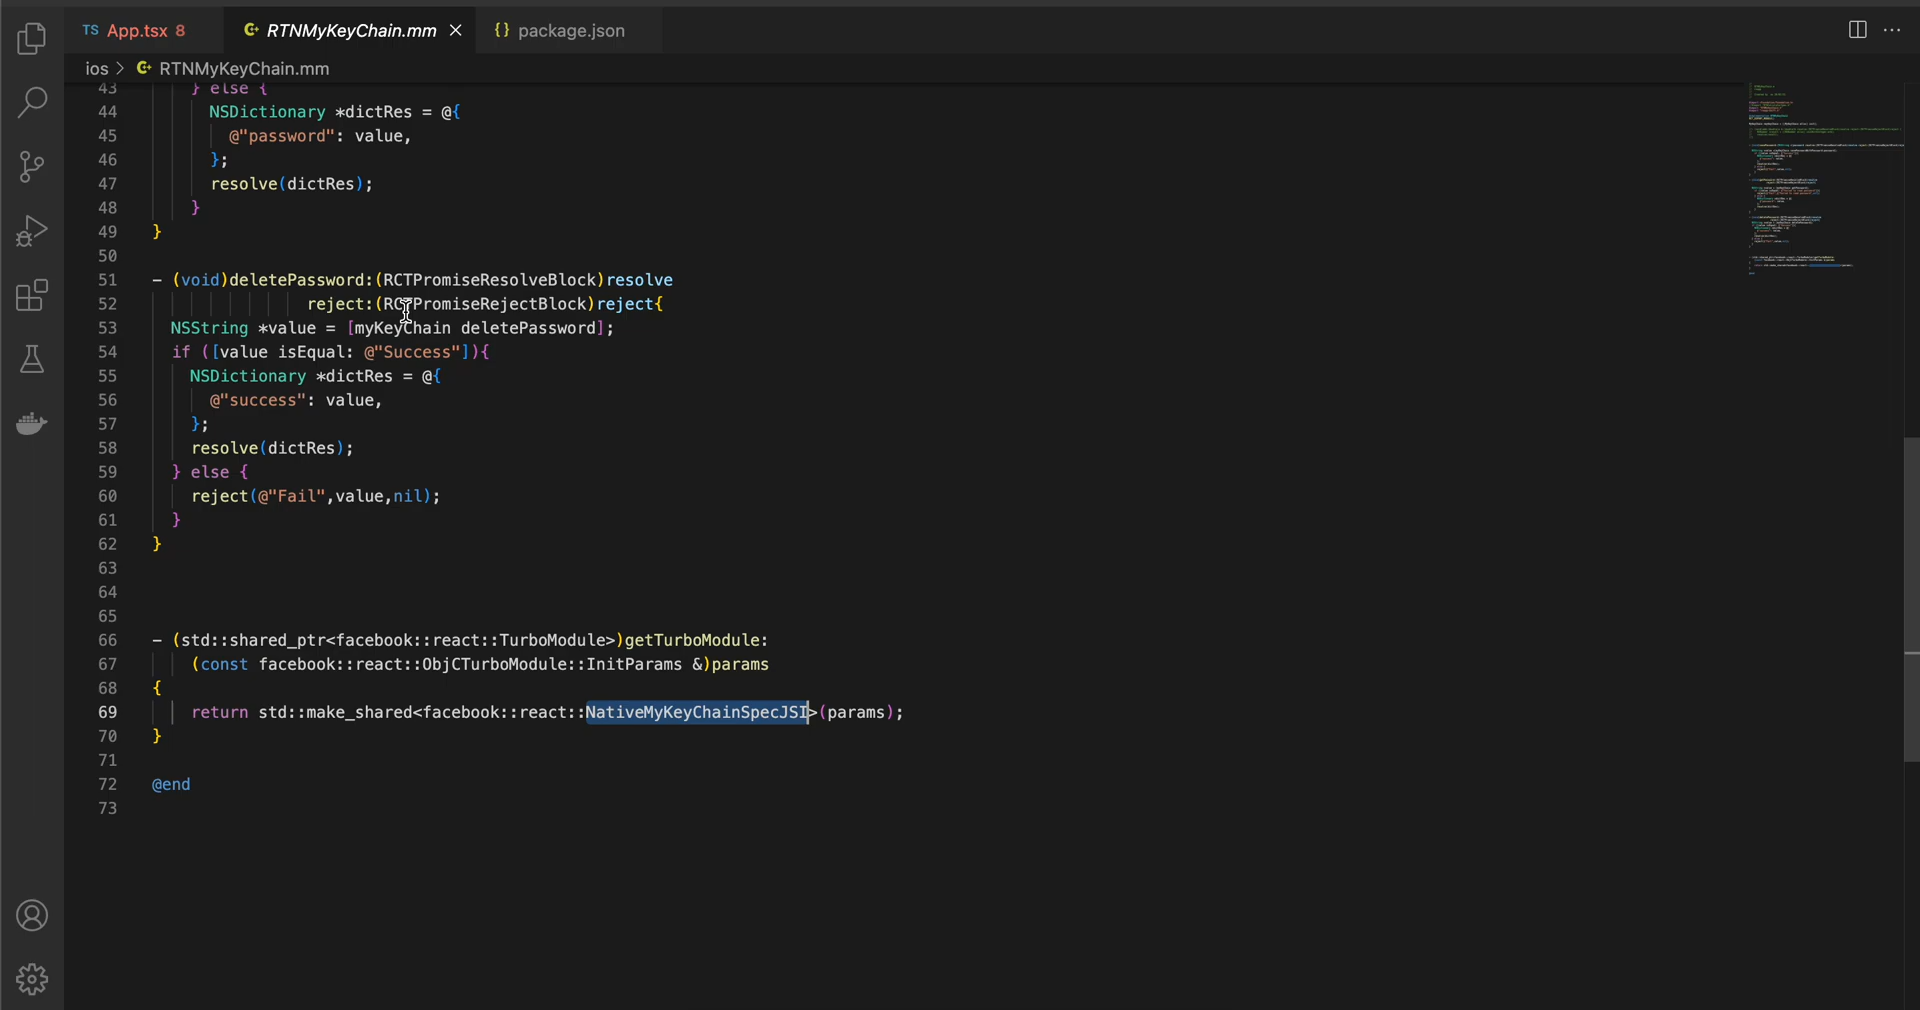 TS App.tsx 8
RTNMyKeyChain.mm
{} package.json
ios > RTNMyKeyChain.mm
43 } else {
44 NSDictionary *dictRes = @{
45 @"password": value,
46 };
47 resolve(dictRes);
48 }
49 }
50
51 - (void)deletePassword:(RCTPromiseResolveBlock)resolve
52 reject:(RCTPromiseRejectBlock)reject{
53 NSString *value = [myKeyChain deletePassword];
54 if ([value isEqual: @"Success"]){
55 NSDictionary *dictRes = @{
56 @"success": value,
57 };
58 resolve(dictRes);
59 } else {
60 reject(@"Fail",value,nil);
61 }
62 }
63
64
65
66 - (std::shared_ptr<facebook::react::TurboModule>)getTurboModule:
67 (const facebook::react::ObjCTurboModule::InitParams &)params
68 {
69 return std::make_shared<facebook::react::NativeMyKeyChainSpecJSI>(params);
70 }
71
72 @end
73